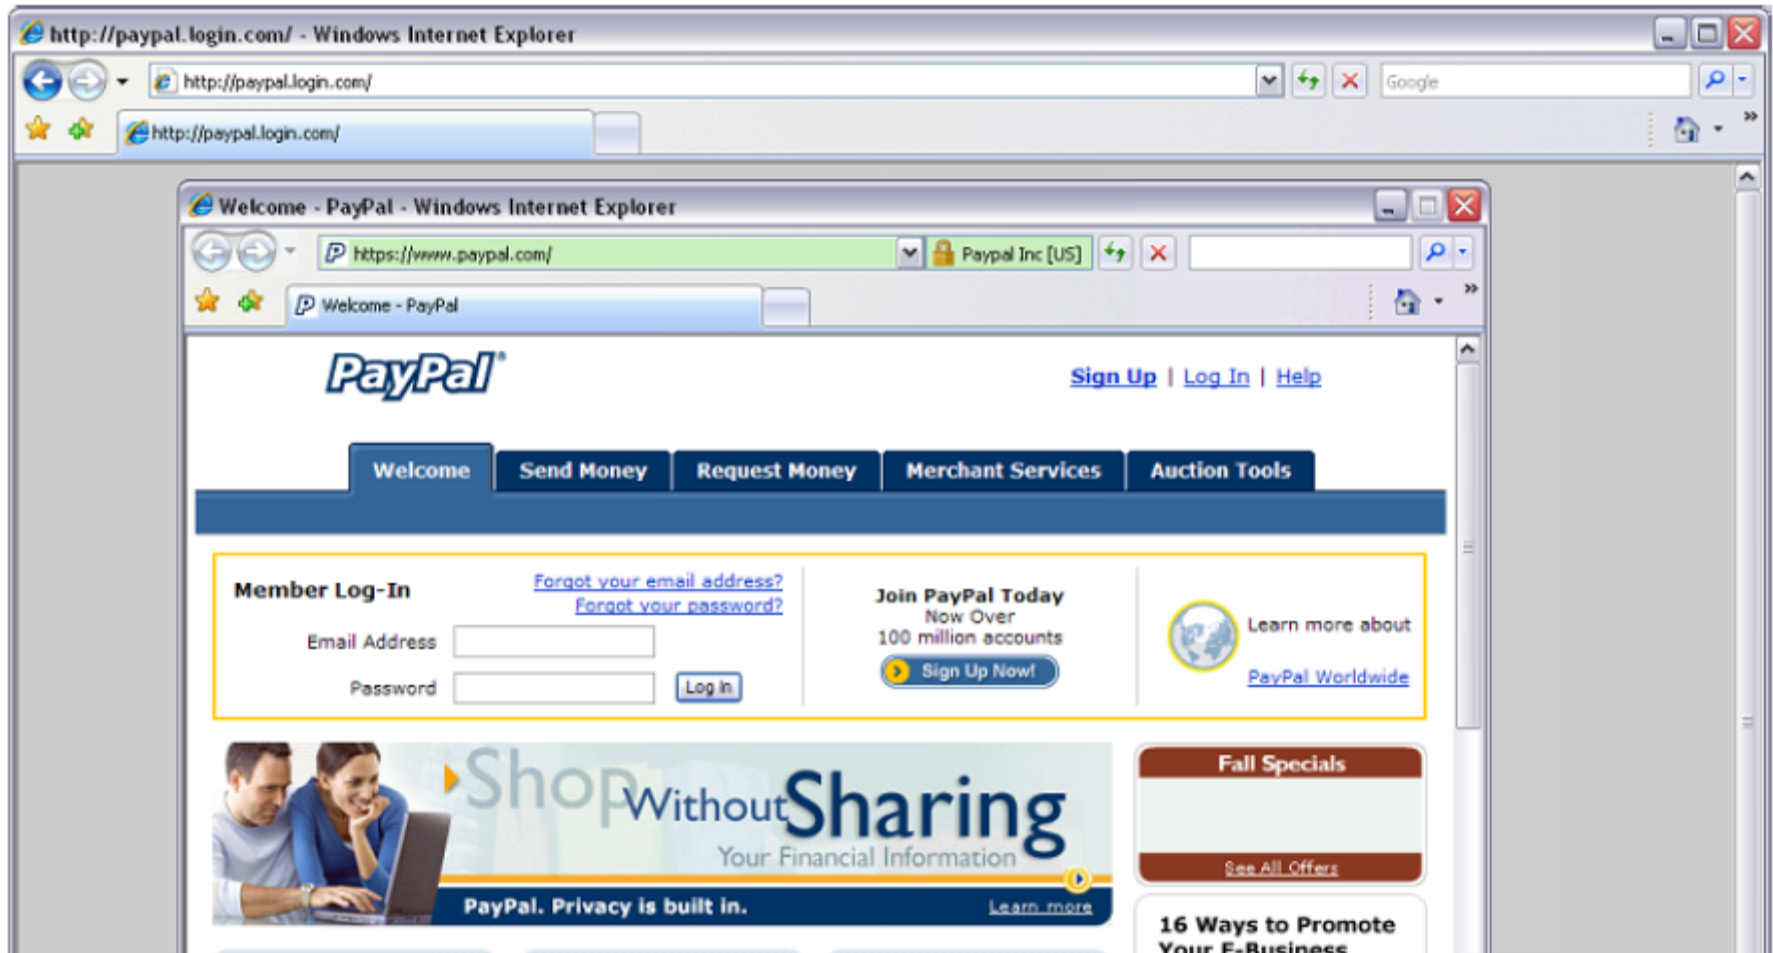 http://paypal.login.com/ - Windows Internet Explorer
http://paypal.login.com/
Google
http://paypal.login.com/
Welcome - PayPal - Windows Internet Explorer
https://www.paypal.com/
Paypal Inc [US]
Welcome - PayPal
PayPal®
Sign Up | Log In | Help
Welcome
Send Money
Request Money
Merchant Services
Auction Tools
Member Log-In
Forgot your email address?
Forgot your password?
Email Address
Password
Log In
Join PayPal Today
Now Over
100 million accounts
Sign Up Now!
Learn more about
PayPal Worldwide
Shop Without Sharing
Your Financial Information
PayPal. Privacy is built in.
Learn more
Fall Specials
See All Offers
16 Ways to Promote
Your E-Business